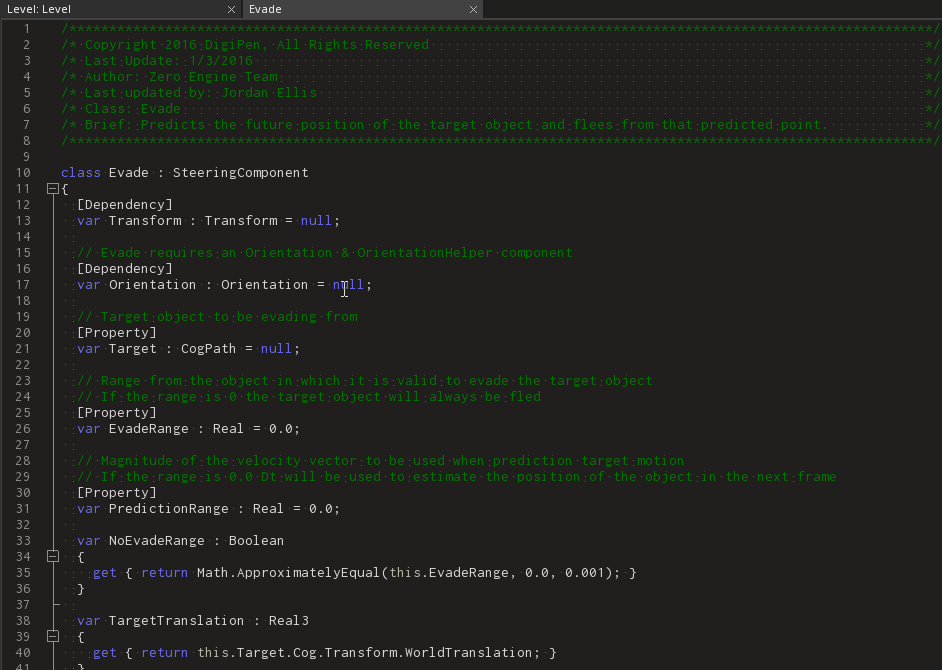 Level: Level
Evade
1 /*****************************************************************************************************/
2 /* Copyright 2016 DigiPen, All Rights Reserved */
3 /* Last Update: 1/3/2016 */
4 /* Author: Zero Engine Team */
5 /* Last updated by: Jordan Ellis */
6 /* Class: Evade */
7 /* Brief: Predicts the future position of the target object and flees from that predicted point. */
8 /*****************************************************************************************************/
9
10 class Evade : SteeringComponent
11 {
12 [Dependency]
13 var Transform : Transform = null;
14
15 // Evade requires an Orientation & OrientationHelper component
16 [Dependency]
17 var Orientation : Orientation = null;
18
19 // Target object to be evading from
20 [Property]
21 var Target : CogPath = null;
22
23 // Range from the object in which it is valid to evade the target object
24 // If the range is 0 the target object will always be fled
25 [Property]
26 var EvadeRange : Real = 0.0;
27
28 // Magnitude of the velocity vector to be used when prediction target motion
29 // If the range is 0.0 Dt will be used to estimate the position of the object in the next frame
30 [Property]
31 var PredictionRange : Real = 0.0;
32
33 var NoEvadeRange : Boolean
34 {
35 get { return Math.ApproximatelyEqual(this.EvadeRange, 0.0, 0.001); }
36 }
37
38 var TargetTranslation : Real3
39 {
40 get { return this.Target.Cog.Transform.WorldTranslation; }
41 }